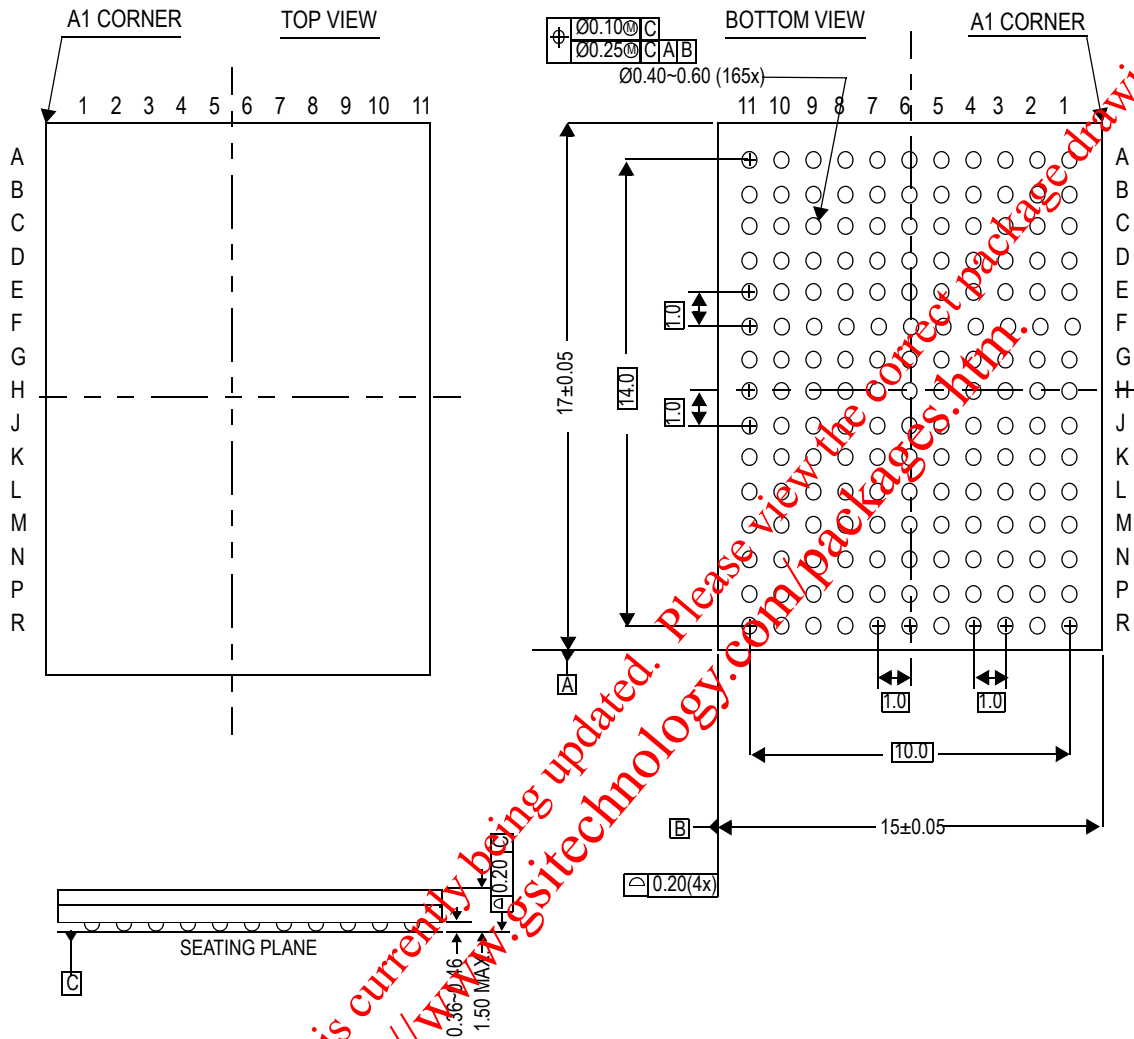 A1 CORNER
TOP VIEW
BOTTOM VIEW
A1 CORNER
Ø0.10Ⓜ C
Ø0.25Ⓜ C A B
Ø0.40~0.60 (165x)
1 2 3 4 5 6 7 8 9 10 11
11 10 9 8 7 6 5 4 3 2 1
A
B
C
D
E
F
G
H
J
K
L
M
N
P
R
A
B
C
D
E
F
G
H
J
K
L
M
N
P
R
17±0.05
14.0
1.0
1.0
A
1.0
1.0
10.0
B
15±0.05
0.20(4x)
0.20 C
SEATING PLANE
C
0.36~0.46
1.50 MAX.
is currently being updated. Please view the correct package drawi
//www.gsitechnology.com/packages.htm.